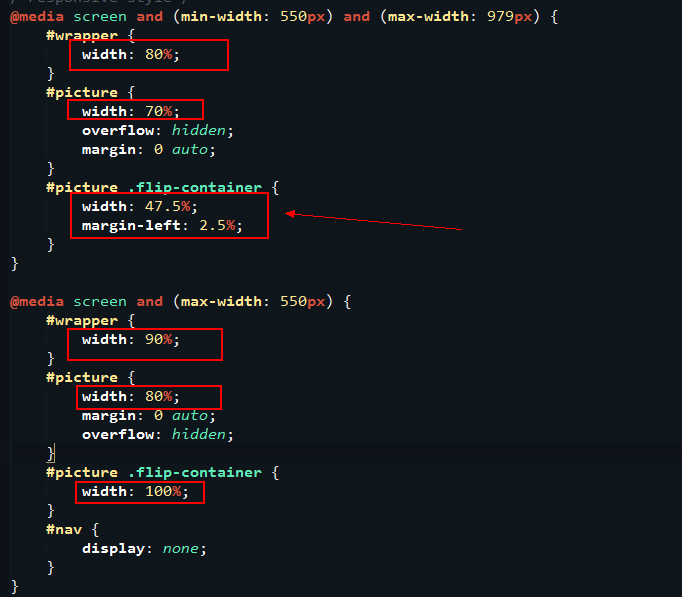 / responsive style /
@media screen and (min-width: 550px) and (max-width: 979px) {
#wrapper {
width: 80%;
}
#picture {
width: 70%;
overflow: hidden;
margin: 0 auto;
}
#picture .flip-container {
width: 47.5%;
margin-left: 2.5%;
}
}
@media screen and (max-width: 550px) {
#wrapper {
width: 90%;
}
#picture {
width: 80%;
margin: 0 auto;
overflow: hidden;
}
#picture .flip-container {
width: 100%;
}
#nav {
display: none;
}
}